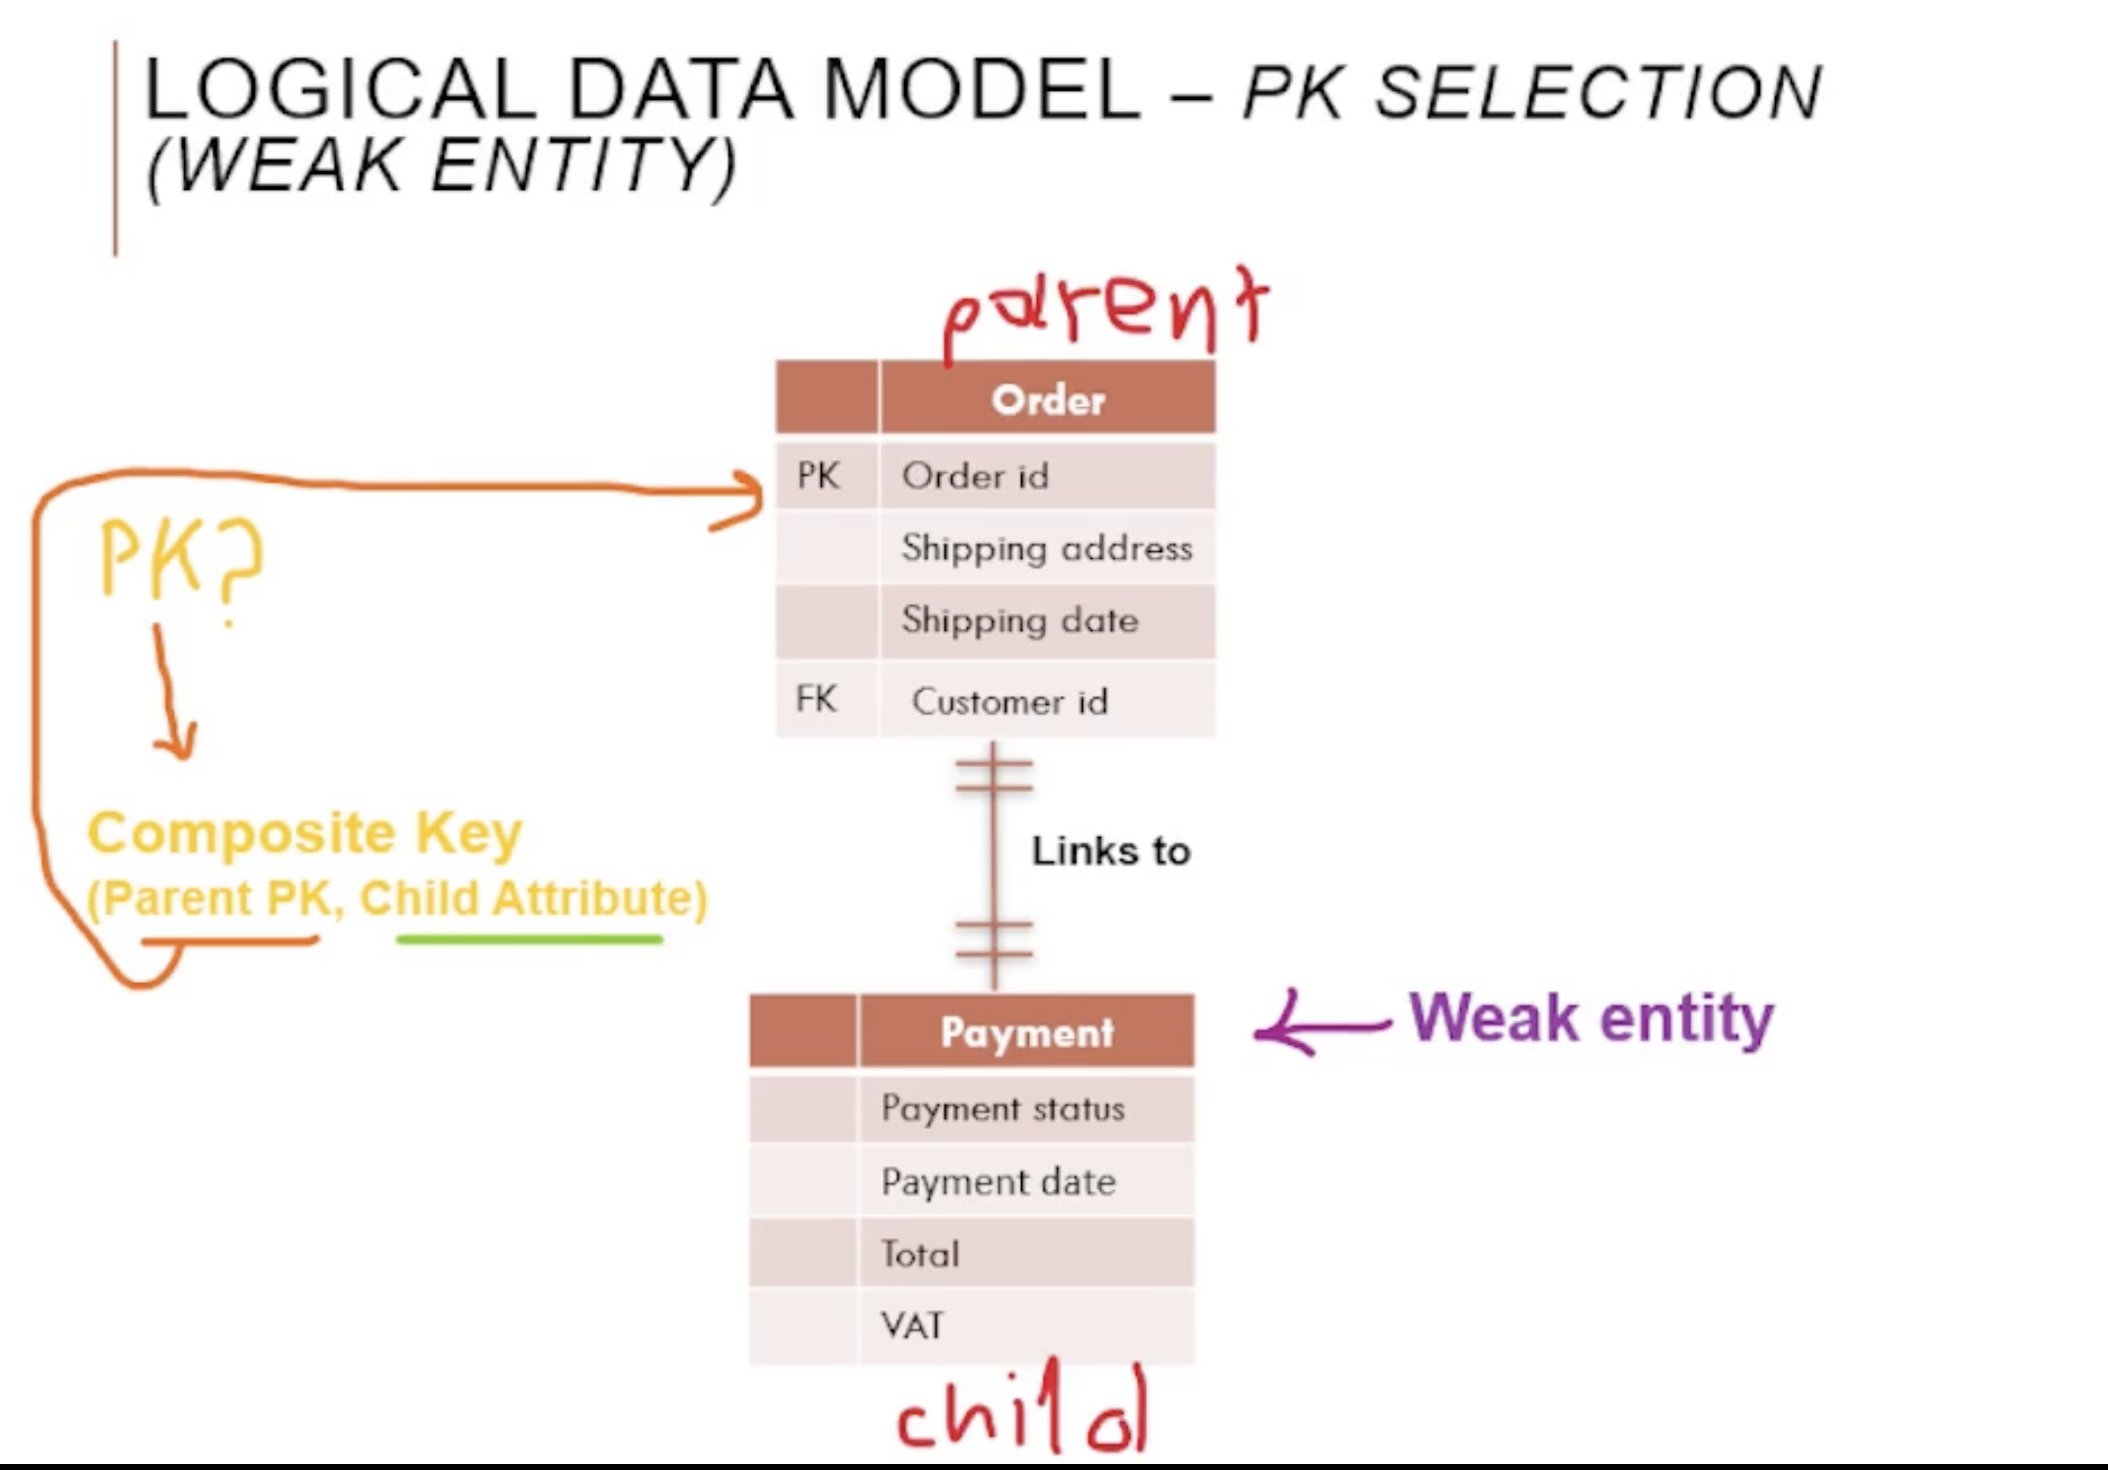 LOGICAL DATA MODEL – PK SELECTION
(WEAK ENTITY)
parent
Order
PK Order id
Shipping address
Shipping date
FK Customer id
PK?
Composite Key
(Parent PK, Child Attribute)
Links to
Payment
Weak entity
Payment status
Payment date
Total
VAT
child